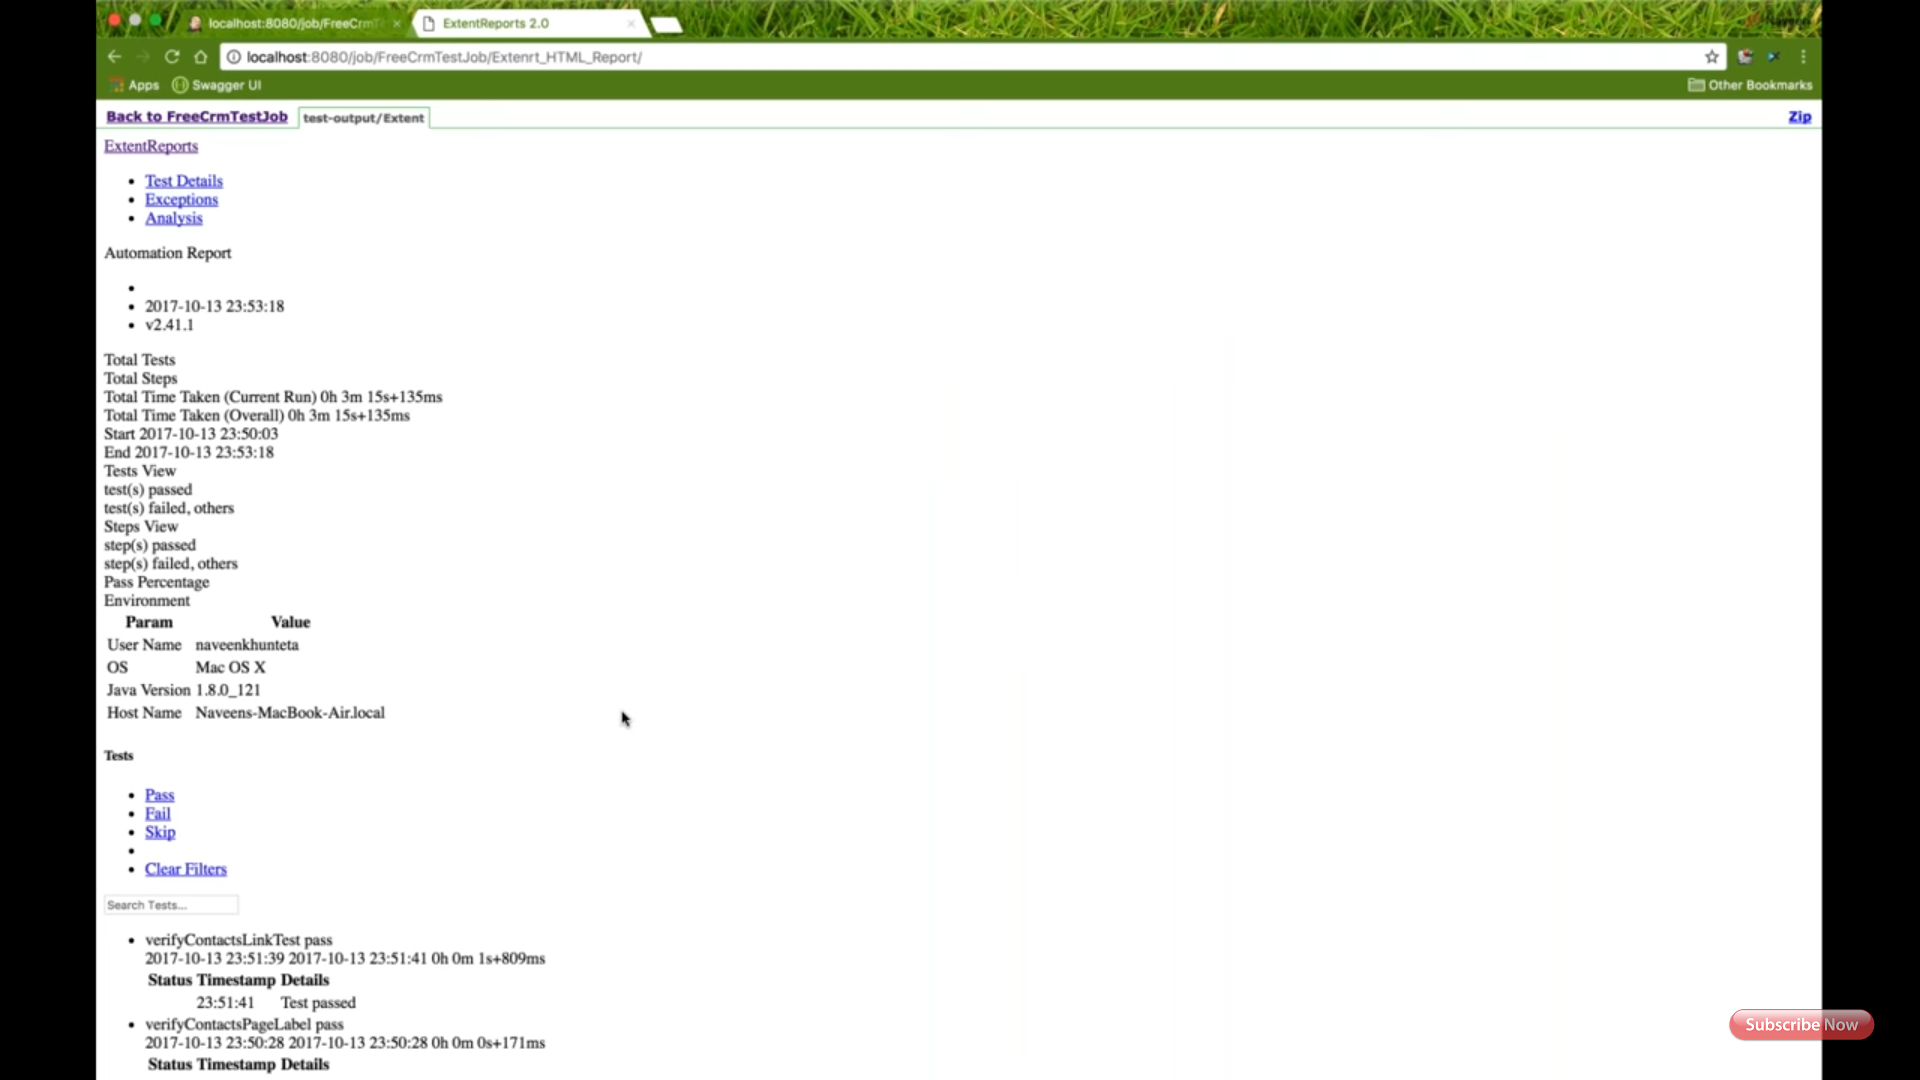 localhost:8080/job/FreeCrmT
ExtentReports 2.0
localhost:8080/job/FreeCrmTestJob/Extenrt_HTML_Report/
Apps
Swagger UI
Other Bookmarks
Back to FreeCrmTestJob
test-output/Extent
Zip
ExtentReports
Test Details
Exceptions
Analysis
Automation Report
2017-10-13 23:53:18
v2.41.1
Total Tests
Total Steps
Total Time Taken (Current Run) 0h 3m 15s+135ms
Total Time Taken (Overall) 0h 3m 15s+135ms
Start 2017-10-13 23:50:03
End 2017-10-13 23:53:18
Tests View
test(s) passed
test(s) failed, others
Steps View
step(s) passed
step(s) failed, others
Pass Percentage
Environment
Param Value
User Name naveenkhunteta
OS Mac OS X
Java Version 1.8.0_121
Host Name Naveens-MacBook-Air.local
Tests
Pass
Fail
Skip
Clear Filters
Search Tests...
verifyContactsLinkTest pass
2017-10-13 23:51:39 2017-10-13 23:51:41 0h 0m 1s+809ms
Status Timestamp Details
23:51:41 Test passed
verifyContactsPageLabel pass
2017-10-13 23:50:28 2017-10-13 23:50:28 0h 0m 0s+171ms
Status Timestamp Details
Subscribe Now